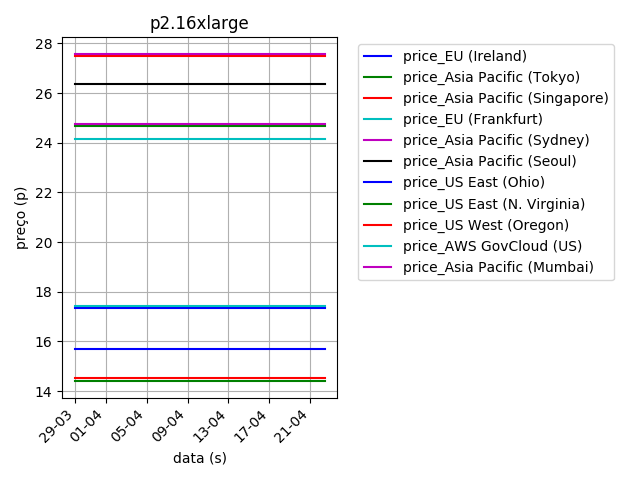 p2.16xlarge
28
26
24
22
20
18
16
14
preço (p)
29-03
01-04
05-04
09-04
13-04
17-04
21-04
data (s)
price_EU (Ireland)
price_Asia Pacific (Tokyo)
price_Asia Pacific (Singapore)
price_EU (Frankfurt)
price_Asia Pacific (Sydney)
price_Asia Pacific (Seoul)
price_US East (Ohio)
price_US East (N. Virginia)
price_US West (Oregon)
price_AWS GovCloud (US)
price_Asia Pacific (Mumbai)